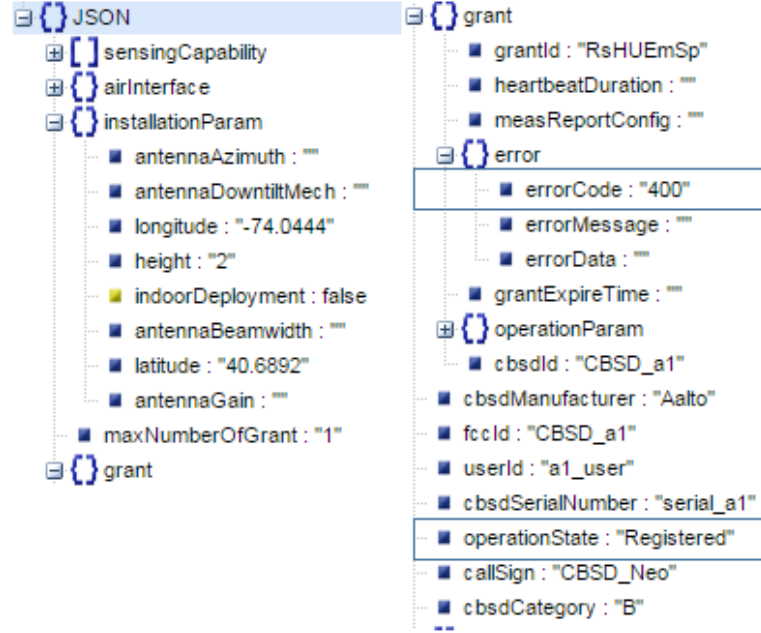 JSON
sensingCapability
airInterface
installationParam
antennaAzimuth : ""
antennaDowntiltMech : ""
longitude : "-74.0444"
height : "2"
indoorDeployment : false
antennaBeamwidth : ""
latitude : "40.6892"
antennaGain : ""
maxNumberOfGrant : "1"
grant
grant
grantId : "RsHUEmSp"
heartbeatDuration : ""
measReportConfig : ""
error
errorCode : "400"
errorMessage : ""
errorData : ""
grantExpireTime : ""
operationParam
cbsdId : "CBSD_a1"
cbsdManufacturer : "Aalto"
fccId : "CBSD_a1"
userId : "a1_user"
cbsdSerialNumber : "serial_a1"
operationState : "Registered"
callSign : "CBSD_Neo"
cbsdCategory : "B"